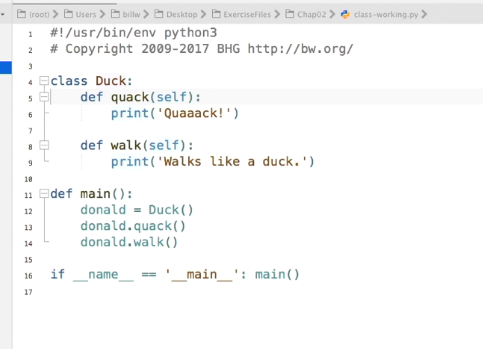 (root) Users billw Desktop ExerciseFiles Chap02 class-working.py
1 #!/usr/bin/env python3
2 # Copyright 2009-2017 BHG http://bw.org/
3
4 class Duck:
5     def quack(self):
6         print('Quaaack!')
7
8     def walk(self):
9         print('Walks like a duck.')
10
11 def main():
12     donald = Duck()
13     donald.quack()
14     donald.walk()
15
16 if __name__ == '__main__': main()
17